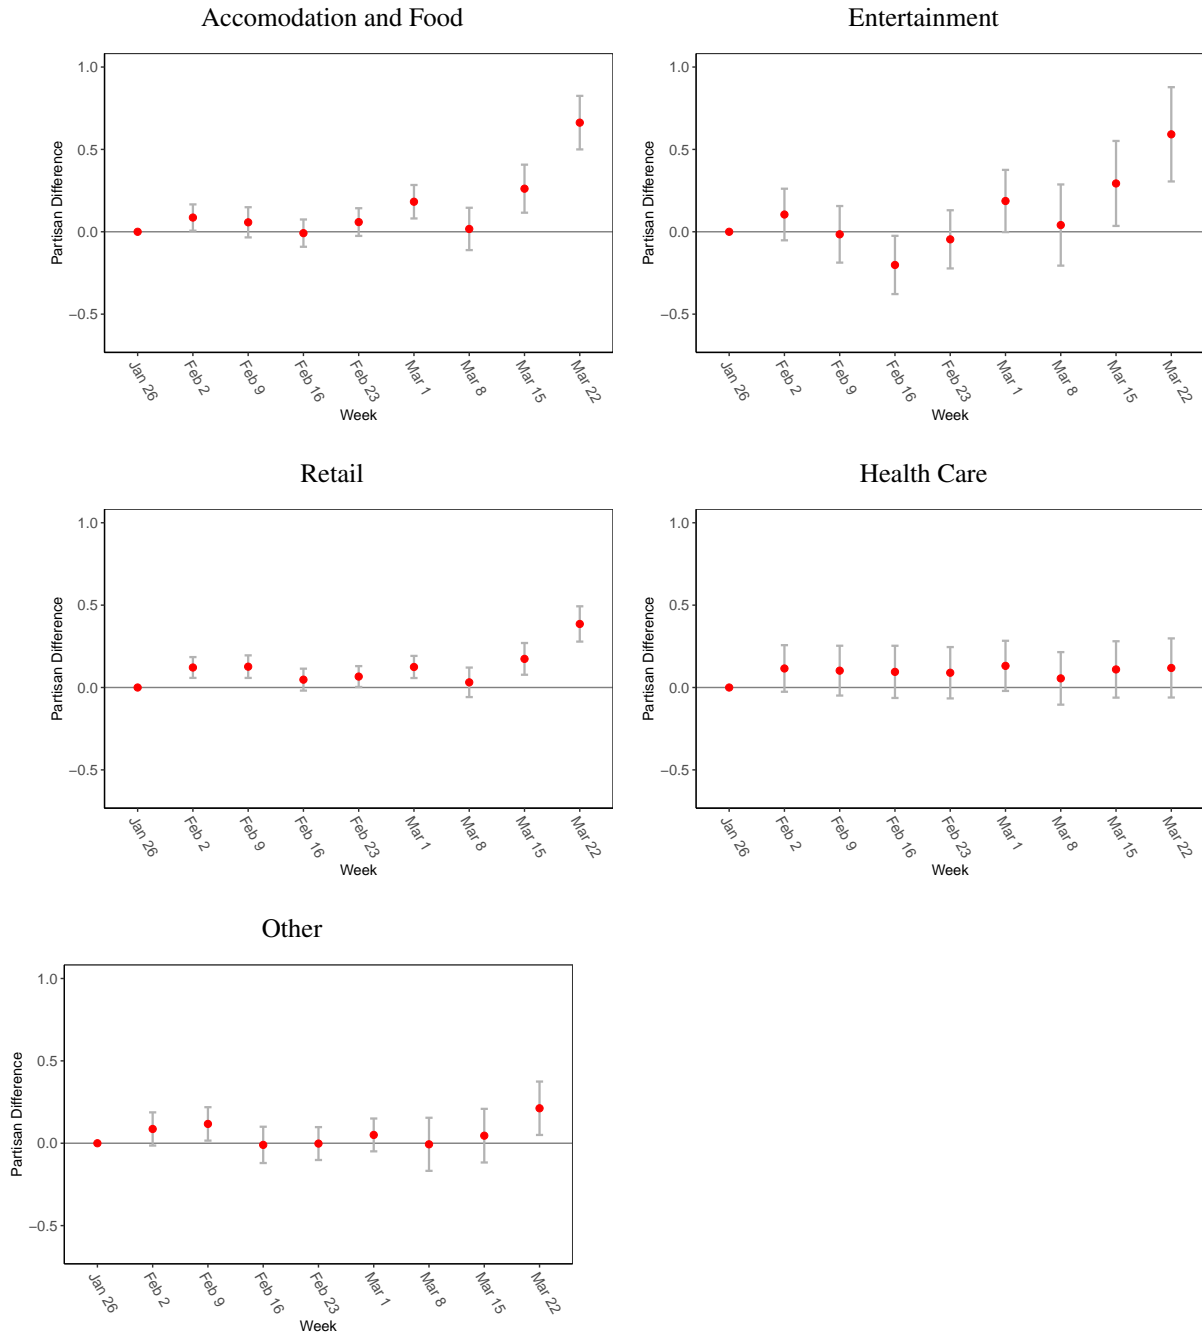 Accomodation and Food
Partisan Difference
1.0
0.5
0.0
−0.5
Jan 26
Feb 2
Feb 9
Feb 16
Feb 23
Mar 1
Mar 8
Mar 15
Mar 22
Week
Entertainment
Partisan Difference
1.0
0.5
0.0
−0.5
Jan 26
Feb 2
Feb 9
Feb 16
Feb 23
Mar 1
Mar 8
Mar 15
Mar 22
Week
Retail
Partisan Difference
1.0
0.5
0.0
−0.5
Jan 26
Feb 2
Feb 9
Feb 16
Feb 23
Mar 1
Mar 8
Mar 15
Mar 22
Week
Health Care
Partisan Difference
1.0
0.5
0.0
−0.5
Jan 26
Feb 2
Feb 9
Feb 16
Feb 23
Mar 1
Mar 8
Mar 15
Mar 22
Week
Other
Partisan Difference
1.0
0.5
0.0
−0.5
Jan 26
Feb 2
Feb 9
Feb 16
Feb 23
Mar 1
Mar 8
Mar 15
Mar 22
Week